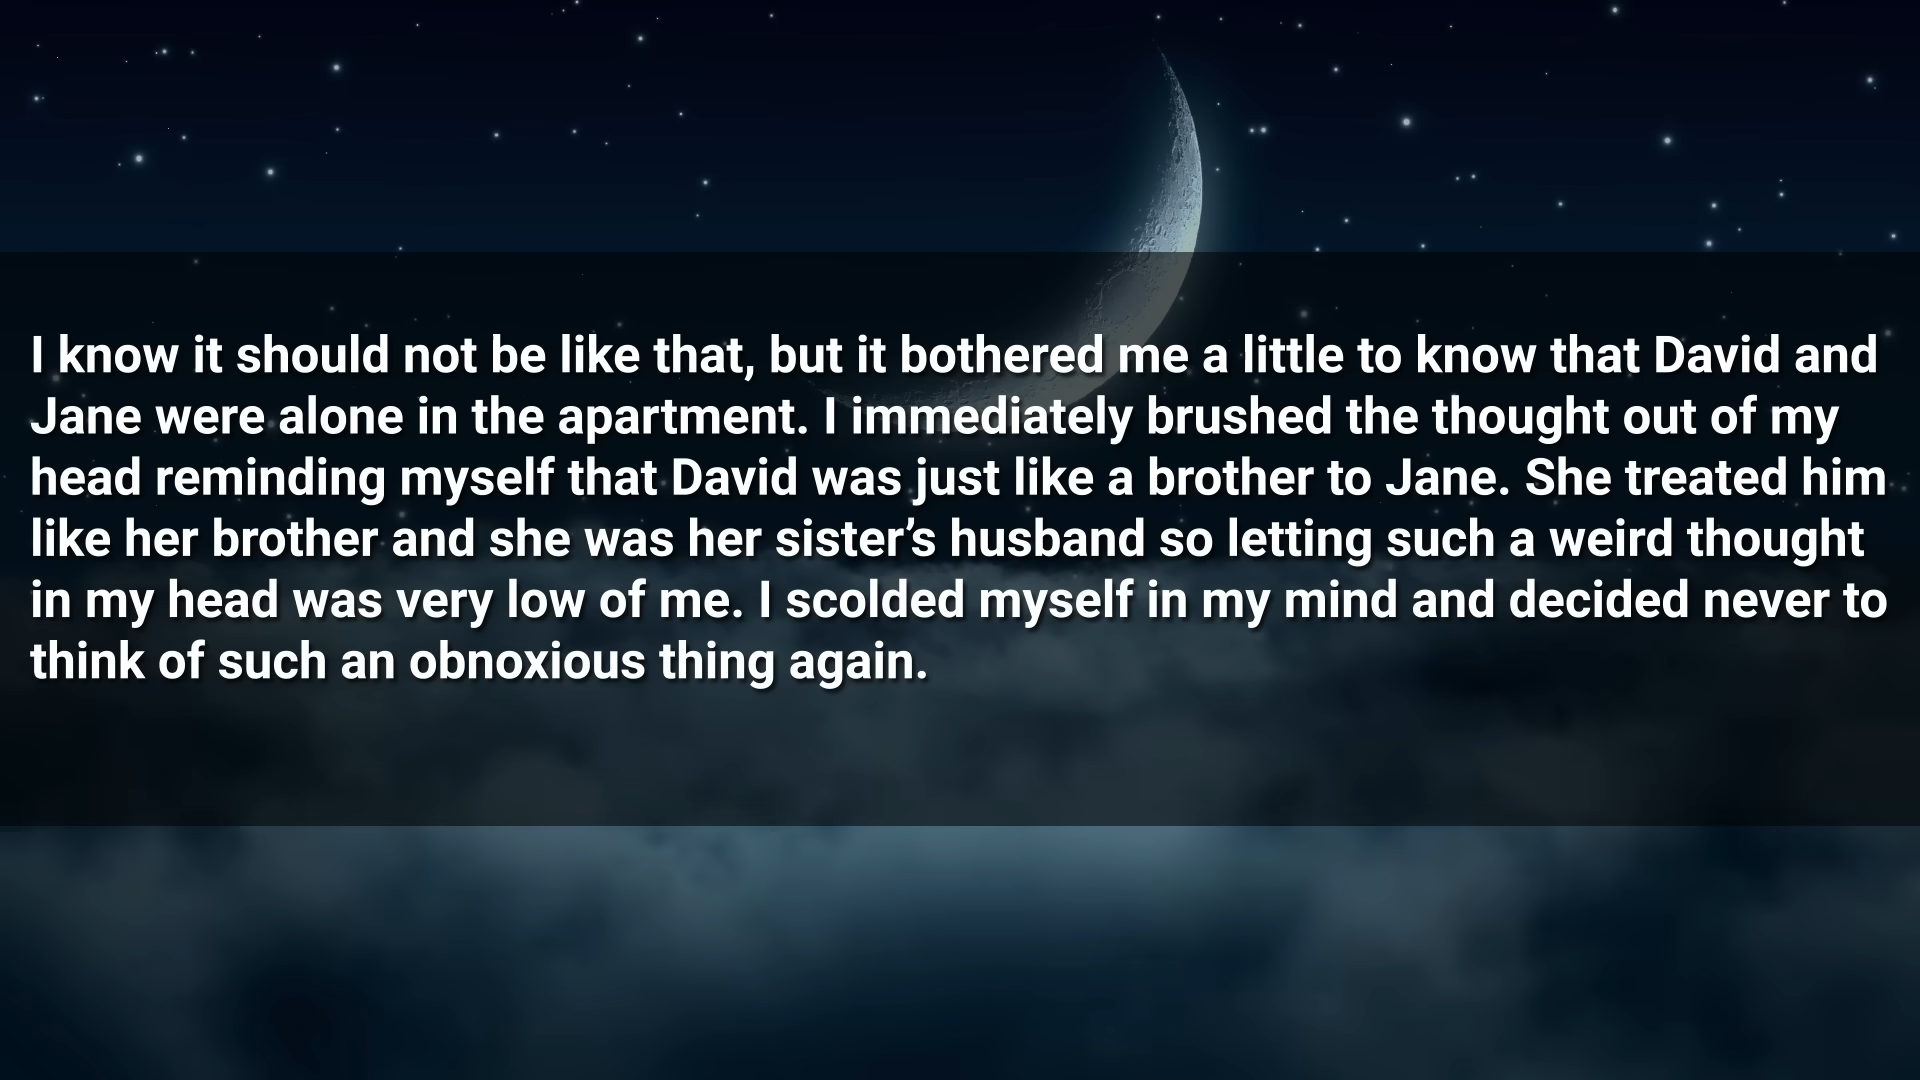 I know it should not be like that, but it bothered me a little to know that David and
Jane were alone in the apartment. I immediately brushed the thought out of my
head reminding myself that David was just like a brother to Jane. She treated him
like her brother and she was her sister’s husband so letting such a weird thought
in my head was very low of me. I scolded myself in my mind and decided never to
think of such an obnoxious thing again.